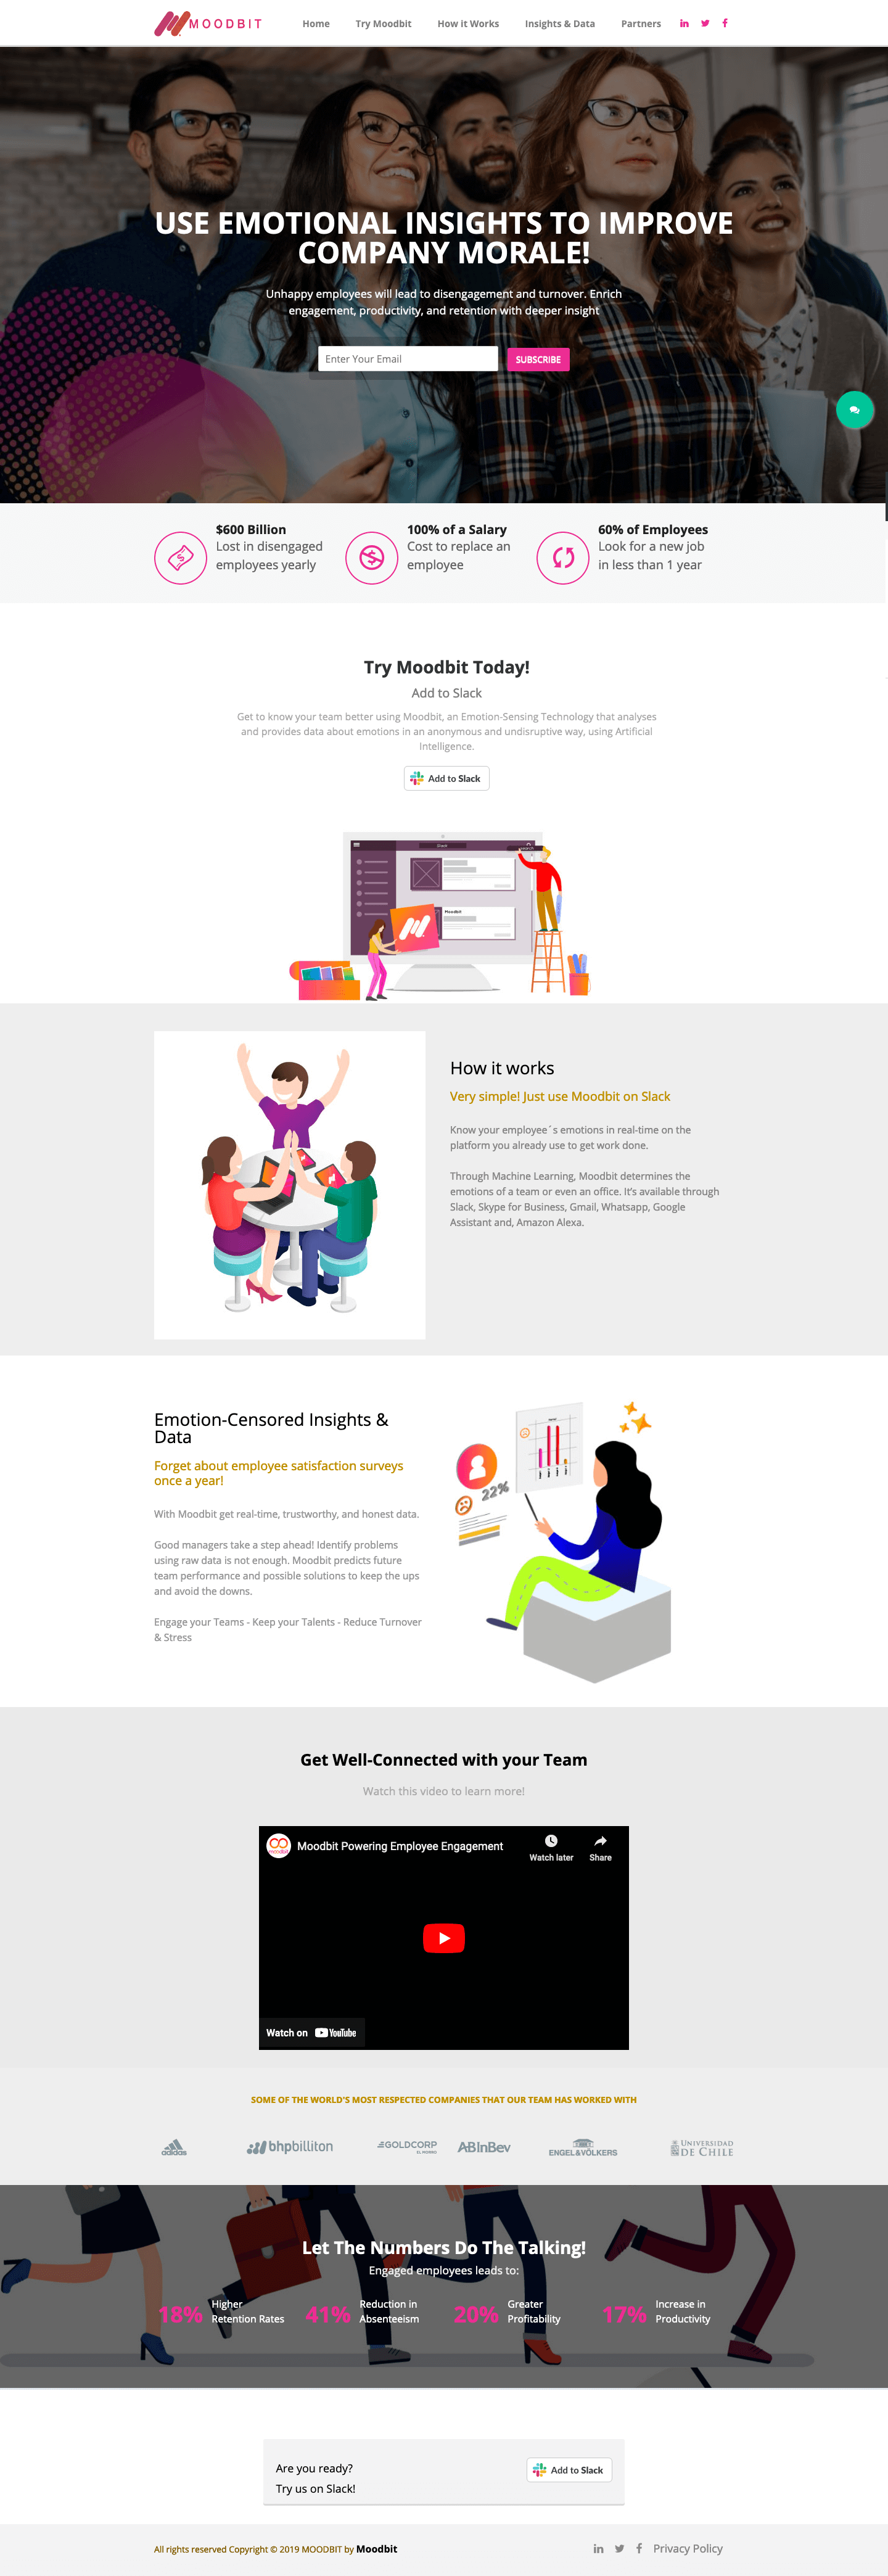 MOODBIT
Home
Try Moodbit
How it Works
Insights & Data
Partners
USE EMOTIONAL INSIGHTS TO IMPROVE
COMPANY MORALE!
Unhappy employees will lead to disengagement and turnover. Enrich
engagement, productivity, and retention with deeper insight
Enter Your Email
SUBSCRIBE
$600 Billion
Lost in disengaged
employees yearly
100% of a Salary
Cost to replace an
employee
60% of Employees
Look for a new job
in less than 1 year
Try Moodbit Today!
Add to Slack
Get to know your team better using Moodbit, an Emotion-Sensing Technology that analyses
and provides data about emotions in an anonymous and undisruptive way, using Artificial
Intelligence.
Add to Slack
search
Moodbit
How it works
Very simple! Just use Moodbit on Slack
Know your employee´s emotions in real-time on the
platform you already use to get work done.
Through Machine Learning, Moodbit determines the
emotions of a team or even an office. It's available through
Slack, Skype for Business, Gmail, Whatsapp, Google
Assistant and, Amazon Alexa.
Emotion-Censored Insights &
Data
Forget about employee satisfaction surveys
once a year!
With Moodbit get real-time, trustworthy, and honest data.
Good managers take a step ahead! Identify problems
using raw data is not enough. Moodbit predicts future
team performance and possible solutions to keep the ups
and avoid the downs.
Engage your Teams - Keep your Talents - Reduce Turnover
& Stress
22%
Get Well-Connected with your Team
Watch this video to learn more!
moodbit
Moodbit Powering Employee Engagement
Watch later
Share
Watch on YouTube
SOME OF THE WORLD'S MOST RESPECTED COMPANIES THAT OUR TEAM HAS WORKED WITH
adidas
bhpbilliton
GOLDCORP
EL MORRO
ABInBev
ENGEL&VÖLKERS
UNIVERSIDAD
DE CHILE
Let The Numbers Do The Talking!
Engaged employees leads to:
18%
Higher
Retention Rates
41%
Reduction in
Absenteeism
20%
Greater
Profitability
17%
Increase in
Productivity
Are you ready?
Try us on Slack!
Add to Slack
All rights reserved Copyright © 2019 MOODBIT by Moodbit
Privacy Policy